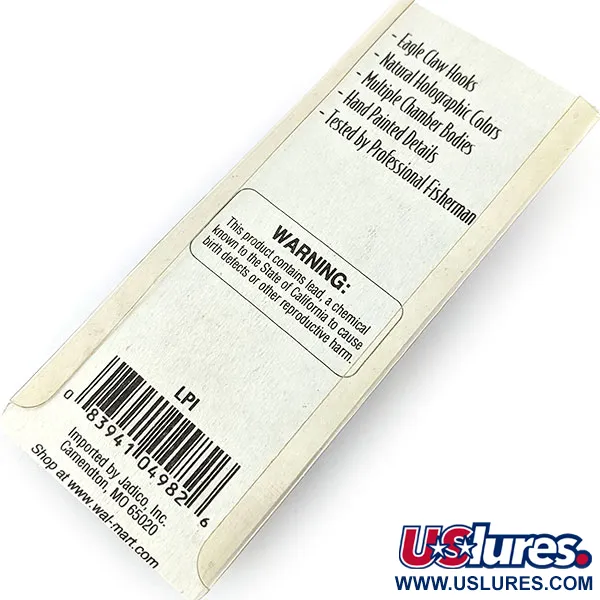 - Eagle Claw Hooks
- Natural Holographic Colors
- Multiple Chamber Bodies
- Hand Painted Details
- Tested by Professional Fisherman
WARNING:
This product contains lead, a chemical
known to the State of California to cause
birth defects or other reproductive harm.
LPI
0 83941 04982 6
Imported by Jadico, Inc.
Camendton, MO 65020
Shop at www.wal-mart.com
USlures.
WWW.USLURES.COM